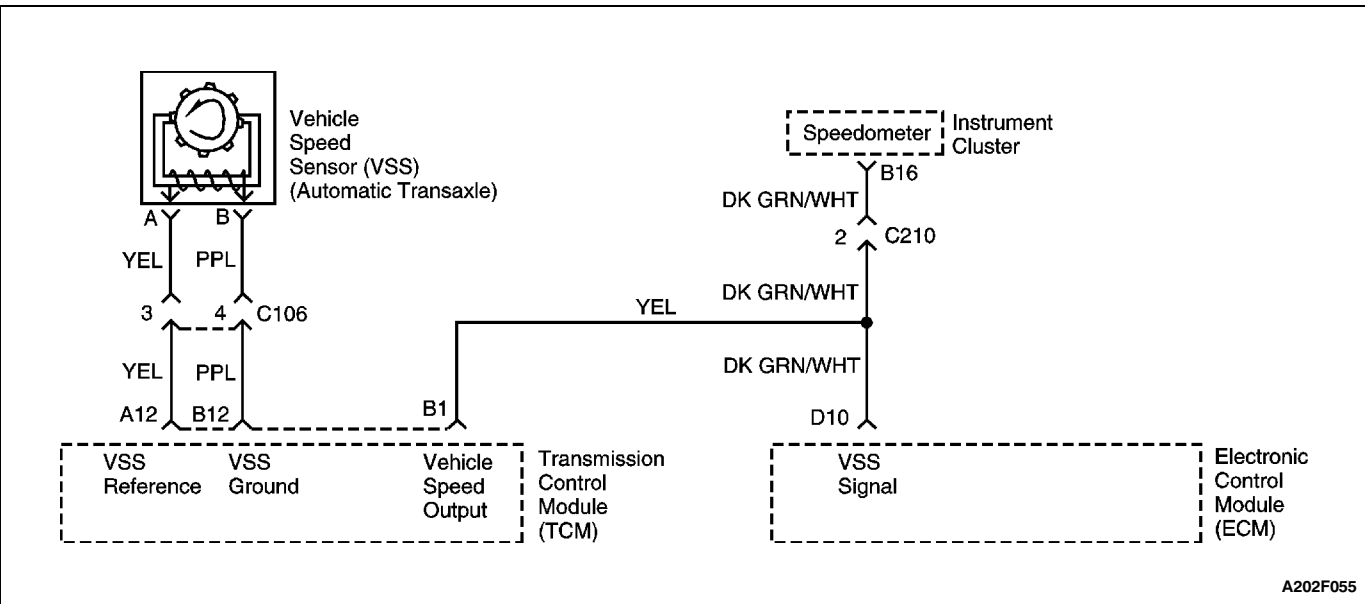 Vehicle
Speed
Sensor (VSS)
(Automatic Transaxle)
A
B
YEL
PPL
3
4
C106
YEL
PPL
A12
B12
B1
VSS
Reference
VSS
Ground
Vehicle
Speed
Output
Transmission
Control
Module
(TCM)
YEL
Speedometer
Instrument
Cluster
B16
DK GRN/WHT
2
C210
DK GRN/WHT
DK GRN/WHT
D10
VSS
Signal
Electronic
Control
Module
(ECM)
A202F055